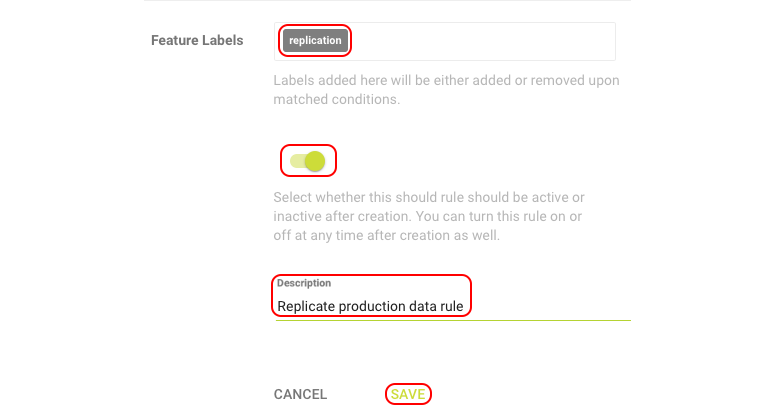 Feature Labels
replication
Labels added here will be either added or removed upon
matched conditions.
Select whether this should rule should be active or
inactive after creation. You can turn this rule on or
off at any time after creation as well.
Description
Replicate production data rule
CANCEL
SAVE